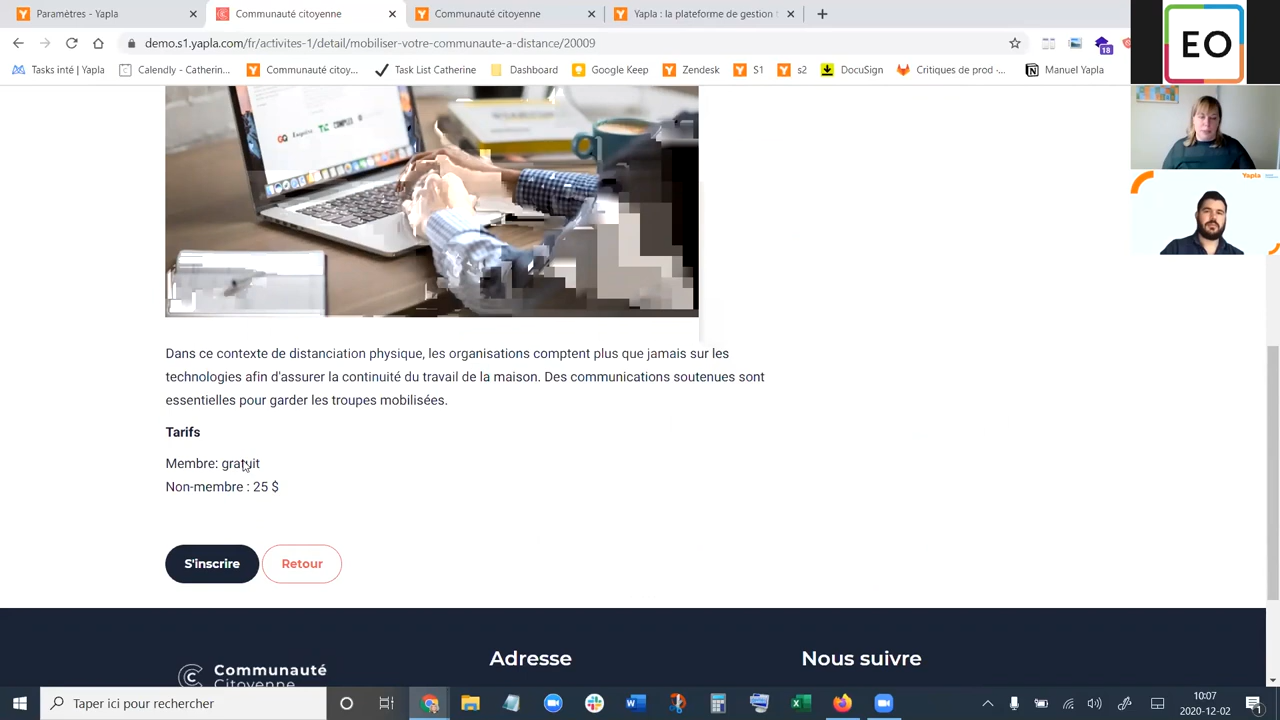 Paramètres - Yapla
Communauté citoyenne
Communauté citoyenne
Yapla : la plateforme de gestion
demo.s1.yapla.com/fr/activites-1/detail/mobiliser-votre-communaute-a-distance/20009
18
Tasks inté | Yapla
Calendly - Catherin...
Communauté citoy...
Task List Catherine
Dashboard
Google Keep
Zendesk
S1
s2
DocuSign
Critiques de prod -...
Manuel Yapla
EO
Yapla
Dans ce contexte de distanciation physique, les organisations comptent plus que jamais sur les
technologies afin d'assurer la continuité du travail de la maison. Des communications soutenues sont
essentielles pour garder les troupes mobilisées.
Tarifs
Membre: gratuit
Non-membre : 25 $
S'inscrire
Retour
Communauté
Citoyenne
Adresse
Nous suivre
Taper ici pour rechercher
10:07
2020-12-02
1